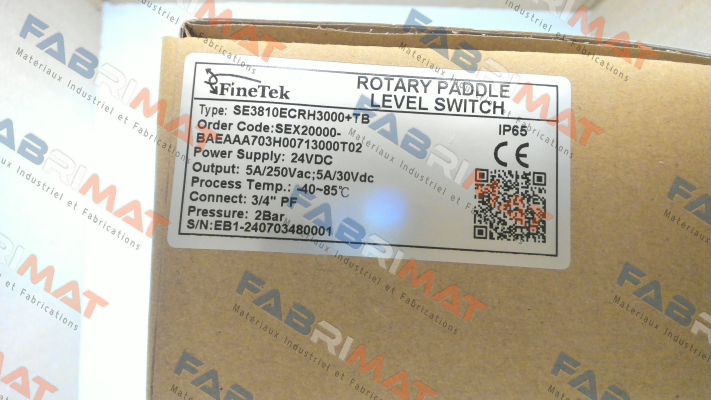 FineTek
ROTARY PADDLE
LEVEL SWITCH
Type: SE3810ECRH3000+TB
Order Code:SEX20000-
BAEAAA703H00713000T02
Power Supply: 24VDC
Output: 5A/250Vac;5A/30Vdc
Process Temp.: -40~85℃
Connect: 3/4" PF
Pressure: 2Bar
S/N:EB1-240703480001
IP65
CE
FABRIMAT
Materiaux Industriel et Fabrications